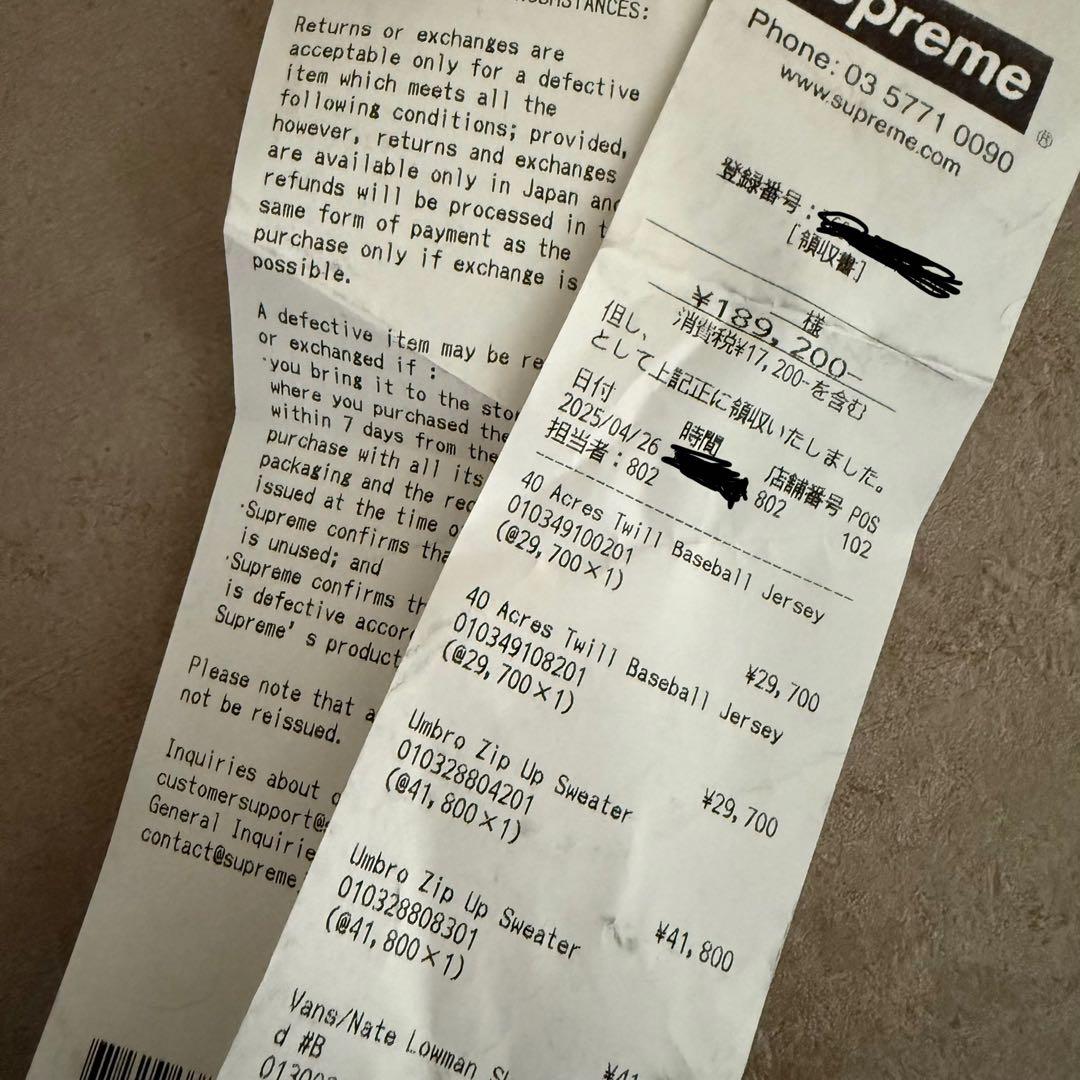 Returns or exchanges are
acceptable only for a defective
item which meets all the
following conditions; provided,
however, returns and exchanges
are available only in Japan and
refunds will be processed in
same form of payment as the
purchase only if exchange is
possible.
A defective item may be
or exchanged if :
·you bring it to the
where you purchased
within 7 days from the
purchase with all its
packaging and the
issued at the time
·Supreme confirms
is unused; and
·Supreme confirms
is defective
Supreme's product
Please note that
not be reissued.
Inquiries about
customersupport@
General
contact@supreme
Supreme
Phone: 03 5771 0090
www.supreme.com
登録番号:
[領収書]
様
¥189,200-
消費税¥17,200-を含む
但し、
として上記正に領収いたしました。
日付 時間 店舗番号 POS
2025/04/26 802 102
担当者:802
40 Acres Twill Baseball Jersey
010349100201
(@29,700×1) ¥29,700
40 Acres Twill Baseball Jersey
010349108201
(@29,700×1) ¥29,700
Umbro Zip Up Sweater
010328804201
(@41,800×1) ¥41,800
Umbro Zip Up Sweater
010328808301
(@41,800×1)
Vans/Nate Lowman
d #B